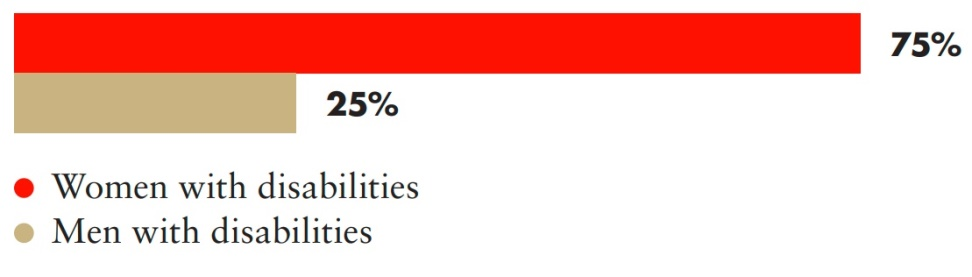 75%
25%
Women with disabilities
Men with disabilities